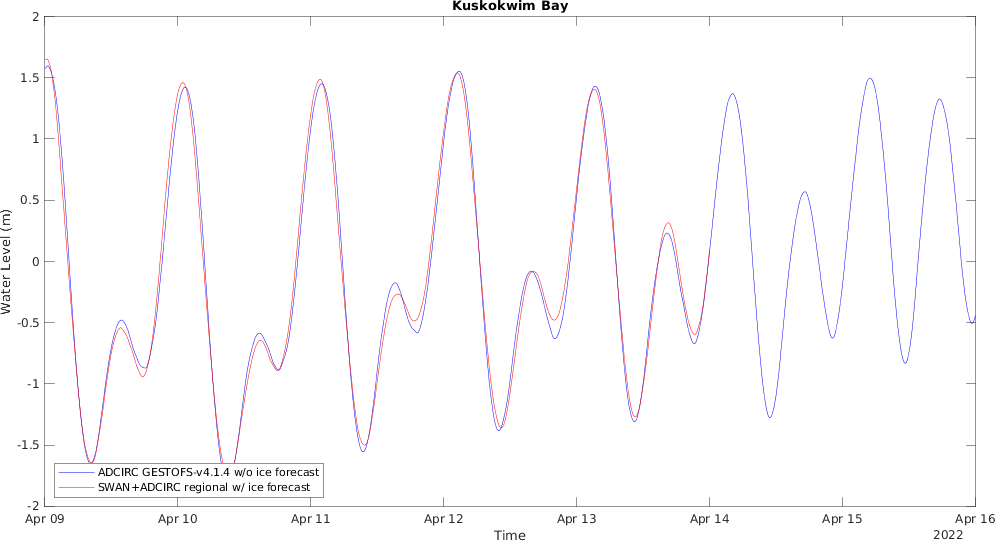 Kuskokwim Bay
2
1.5
1
0.5
0
-0.5
-1
-1.5
-2
Water Level (m)
ADCIRC GESTOFS-v4.1.4 w/o ice forecast
SWAN+ADCIRC regional w/ ice forecast
Apr 09 Apr 10 Apr 11 Apr 12 Apr 13 Apr 14 Apr 15 Apr 16
Time
2022